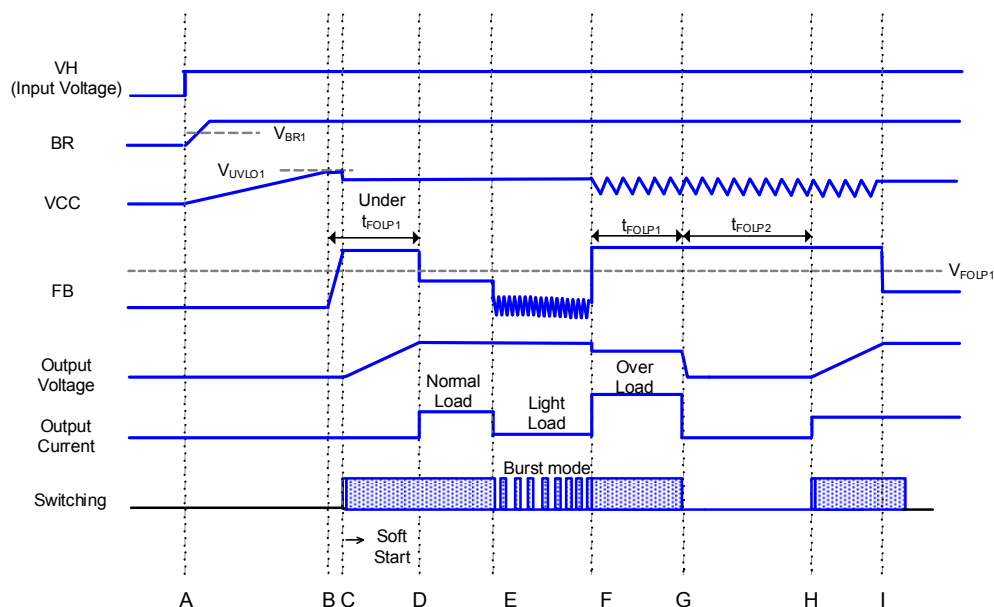 VH
(Input Voltage)
BR
VBR1
VUVLO1
VCC
Under
tFOLP1
tFOLP1
tFOLP2
VFOLP1
FB
Output
Voltage
Normal
Load
Light
Load
Over
Load
Output
Current
Burst mode
Switching
Soft
Start
A B C D E F G H I